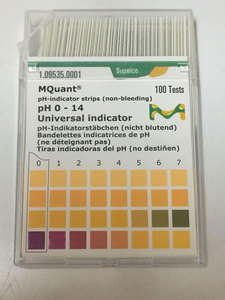 1.09535.0001
Supelco
MQuant® 100 Tests
pH-indicator strips (non-bleeding)
pH 0 - 14
Universal indicator
pH-Indikatorstäbchen (nicht blutend)
Bandelettes indicatrices de pH
(ne déteignant pas)
Tiras indicadoras del pH (no destiñen)
0 1 2 3 4 5 6 7